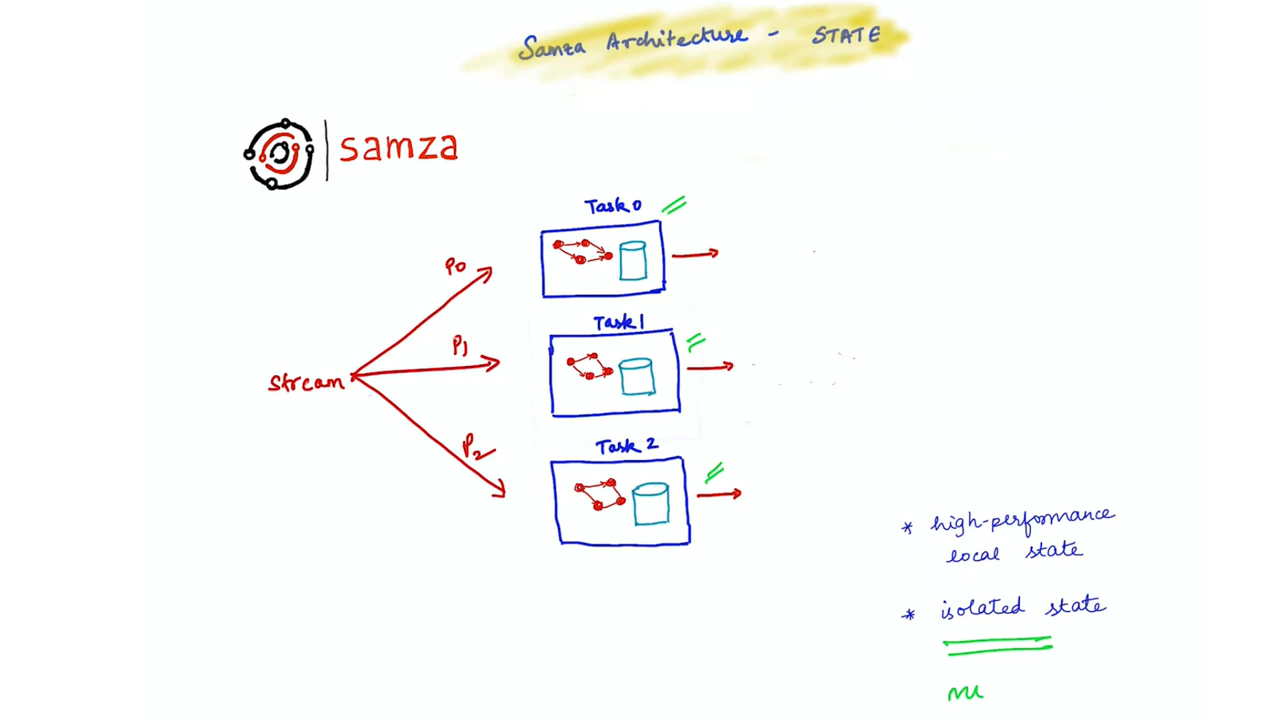 Samza Architecture - STATE
samza
Task 0
P0
Task 1
P1
Stream
Task 2
P2
* high-performance
local state
* isolated state